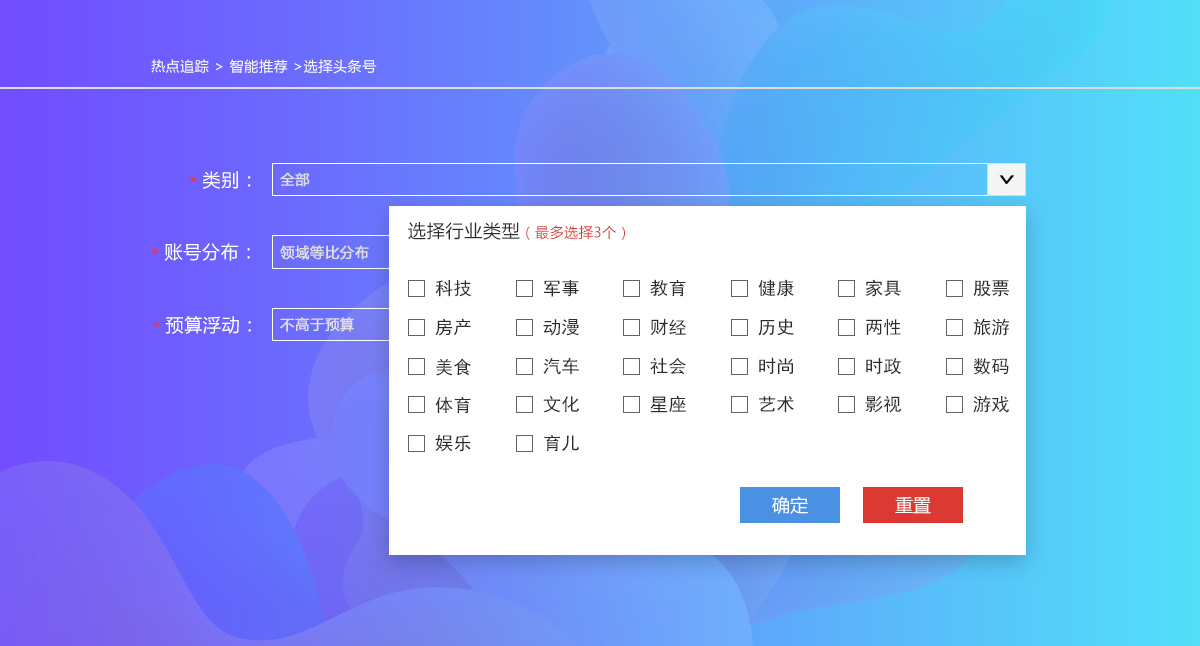 热点追踪 > 智能推荐 >选择头条号
* 类别： 全部
选择行业类型（最多选择3个）
* 账号分布： 领域等比分布
科技 军事 教育 健康 家具 股票
* 预算浮动： 不高于预算
房产 动漫 财经 历史 两性 旅游
美食 汽车 社会 时尚 时政 数码
体育 文化 星座 艺术 影视 游戏
娱乐 育儿
确定 重置